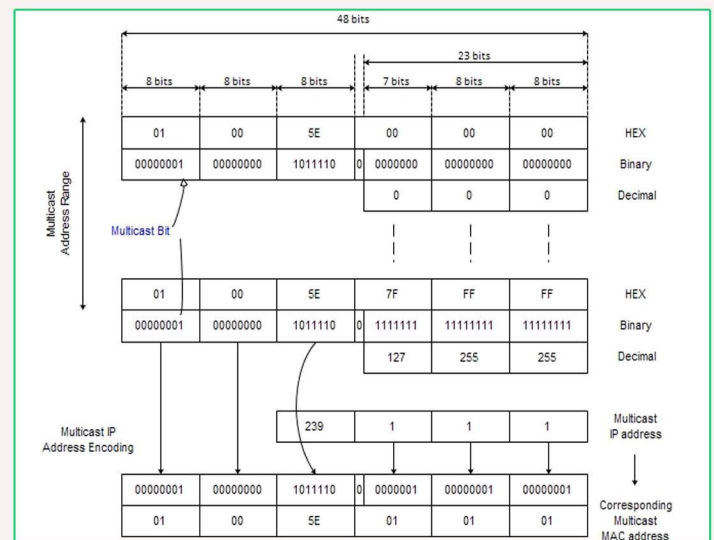 48 bits
23 bits
8 bits 8 bits 8 bits 7 bits 8 bits 8 bits
01 00 5E 00 00 00 HEX
00000001 00000000 1011110 0 0000000 00000000 00000000 Binary
0 0 0 Decimal
Multicast
Address Range
Multicast Bit
01 00 5E 7F FF FF HEX
00000001 00000000 1011110 0 1111111 11111111 11111111 Binary
127 255 255 Decimal
Multicast IP
Address Encoding
239 1 1 1
Multicast
IP address
00000001 00000000 1011110 0 0000001 00000001 00000001
01 00 5E 01 01 01
Corresponding
Multicast
MAC address